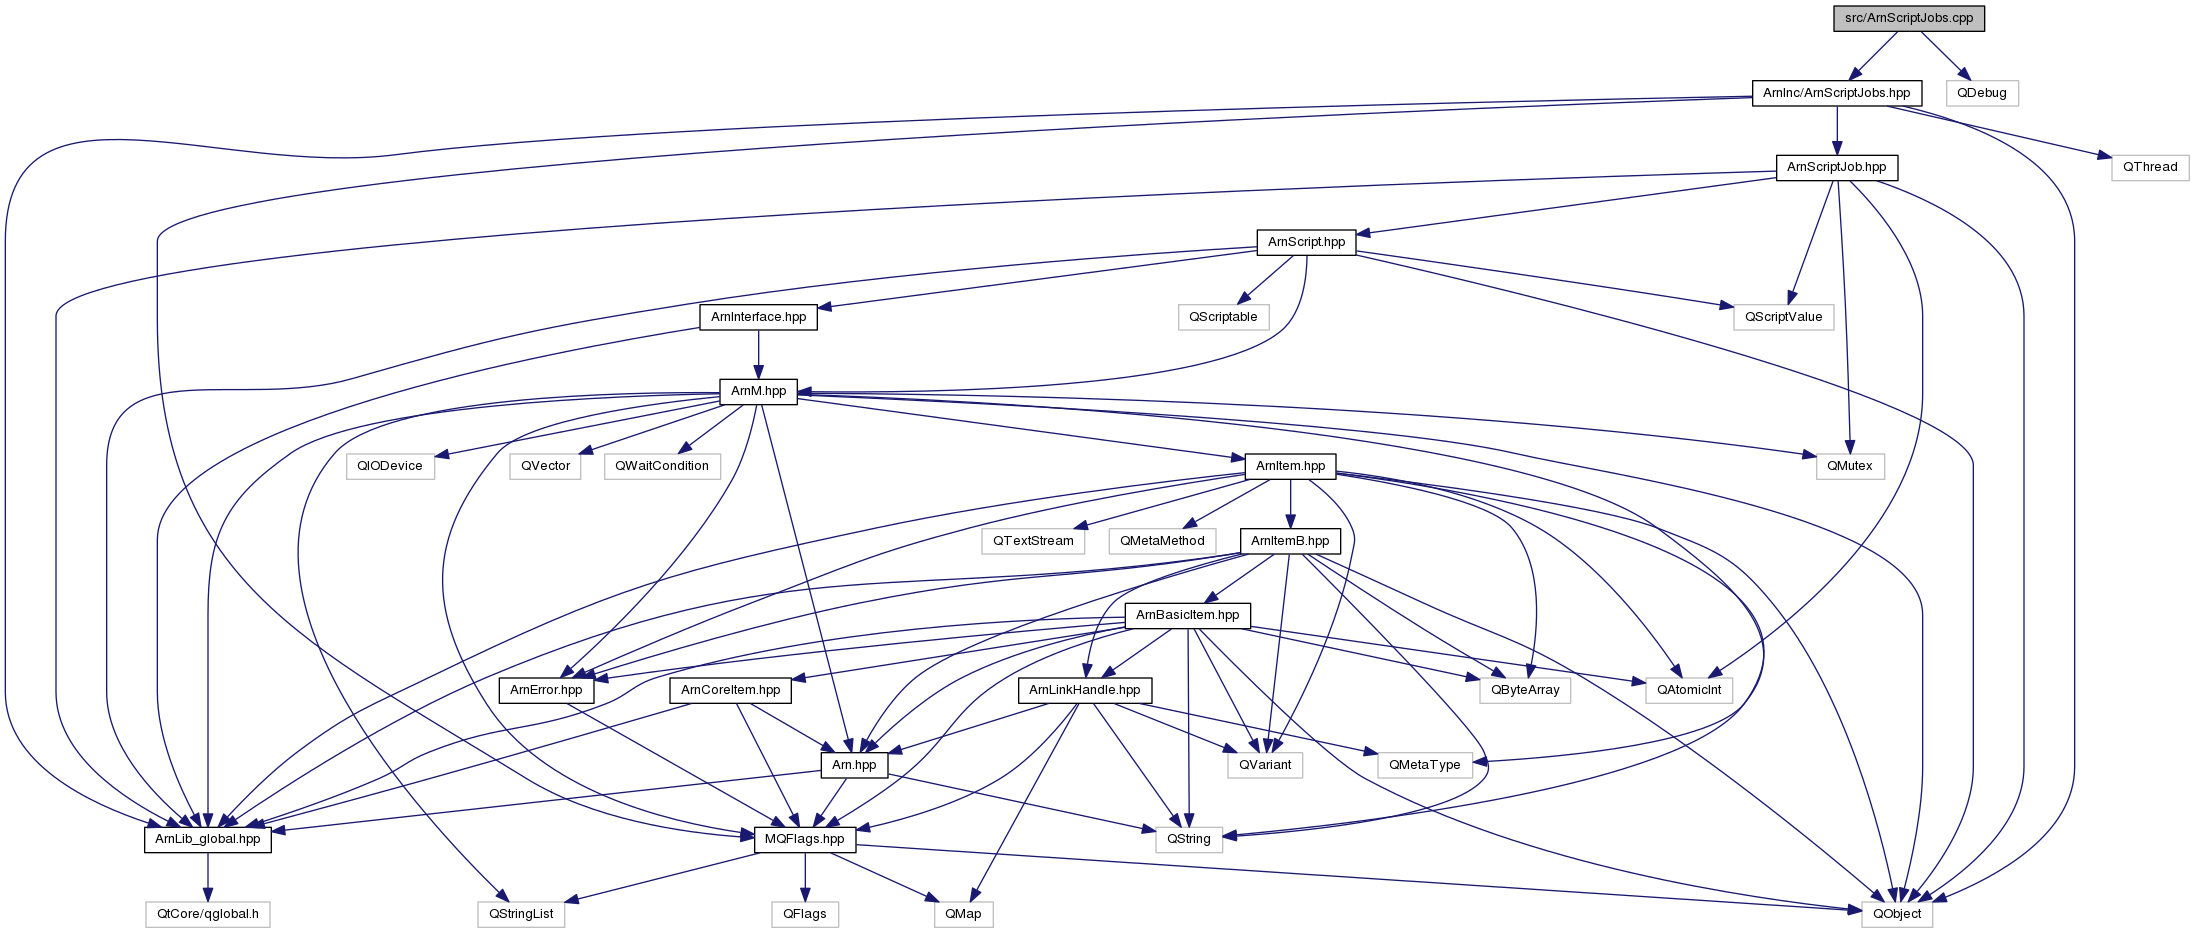 src/ArnScriptJobs.cpp
ArnInc/ArnScriptJobs.hpp
QDebug
ArnScriptJob.hpp
QThread
ArnScript.hpp
ArnInterface.hpp
QScriptable
QScriptValue
ArnM.hpp
QIODevice
QVector
QWaitCondition
ArnItem.hpp
QMutex
QTextStream
QMetaMethod
ArnItemB.hpp
ArnBasicItem.hpp
ArnError.hpp
ArnCoreItem.hpp
ArnLinkHandle.hpp
QByteArray
QAtomicInt
Arn.hpp
QVariant
QMetaType
ArnLib_global.hpp
MQFlags.hpp
QString
QtCore/qglobal.h
QStringList
QFlags
QMap
QObject